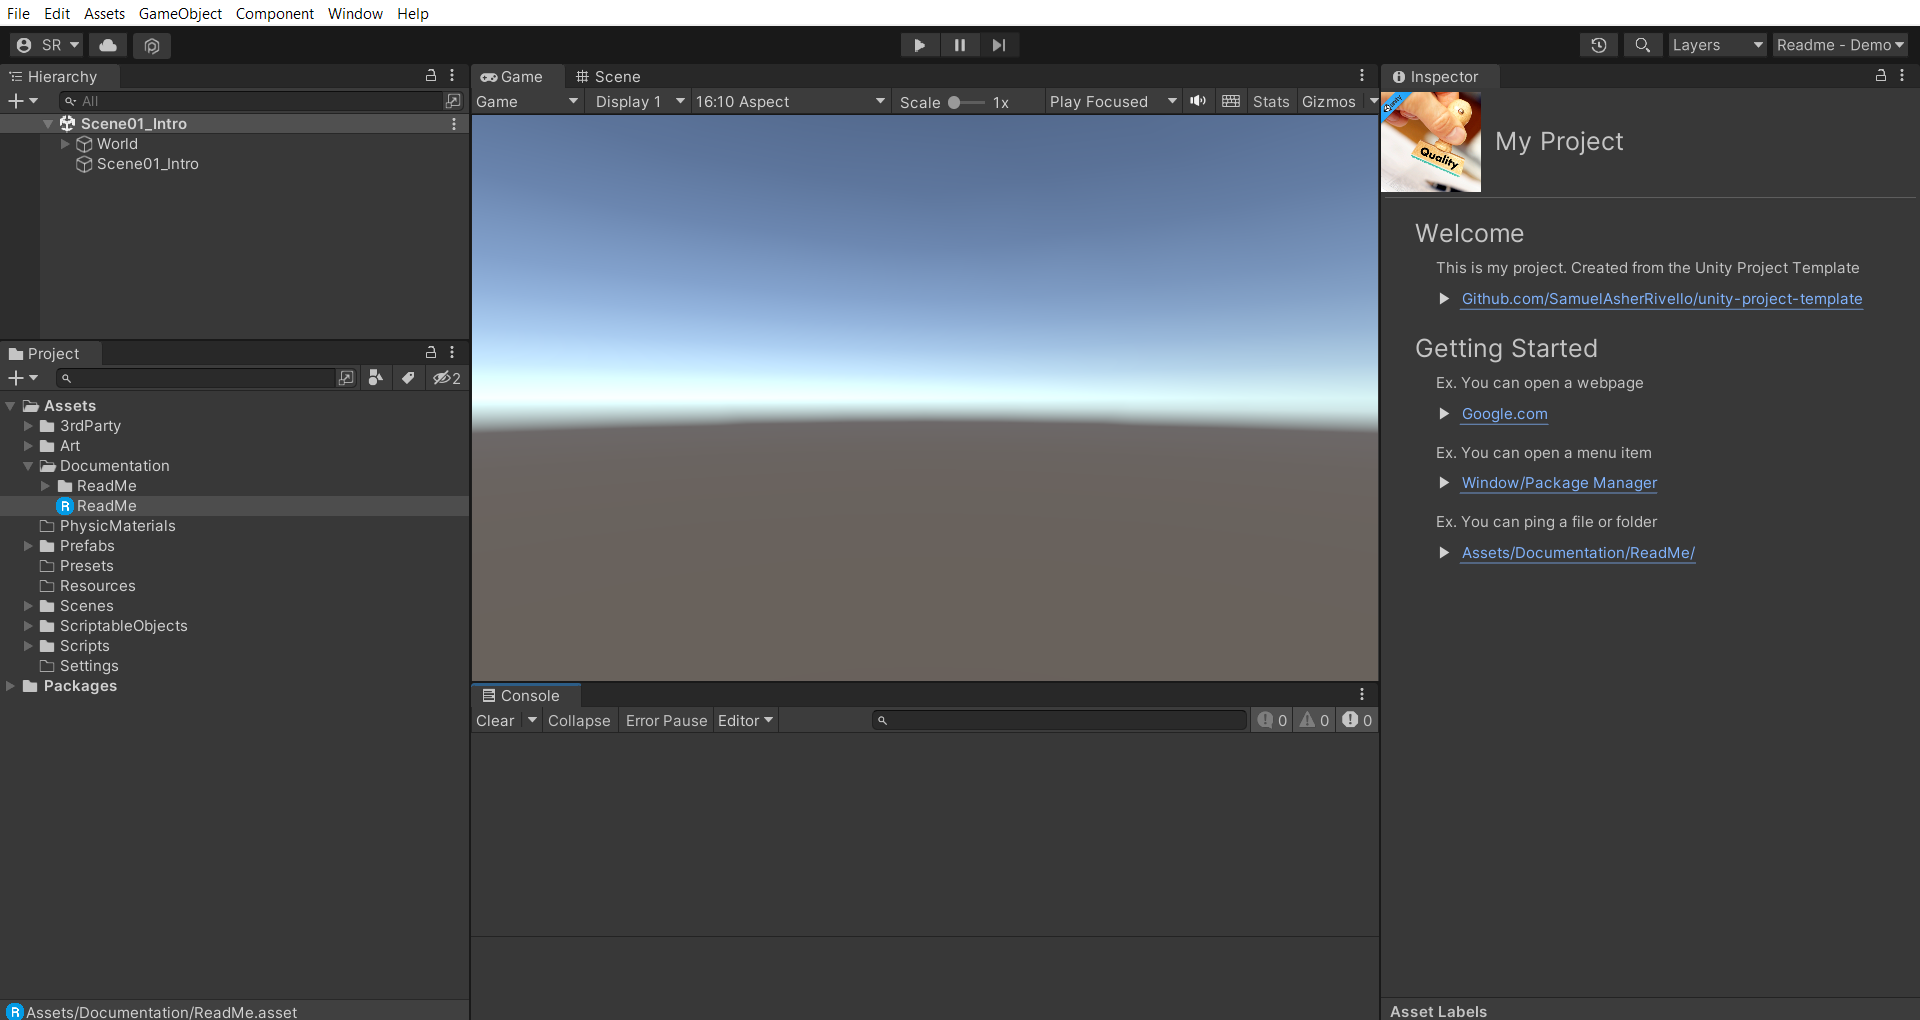 File Edit Assets GameObject Component Window Help
SR Layers Readme - Demo
Hierarchy
All
Scene01_Intro
World
Scene01_Intro
Project
2
Assets
3rdParty
Art
Documentation
ReadMe
ReadMe
PhysicMaterials
Prefabs
Presets
Resources
Scenes
ScriptableObjects
Scripts
Settings
Packages
Assets/Documentation/ReadMe.asset
Game Scene
Game Display 1 16:10 Aspect Scale 1x Play Focused Stats Gizmos
Console
Clear Collapse Error Pause Editor 0 0 0
Inspector
unity
Quality
My Project
Welcome
This is my project. Created from the Unity Project Template
Github.com/SamuelAsherRivello/unity-project-template
Getting Started
Ex. You can open a webpage
Google.com
Ex. You can open a menu item
Window/Package Manager
Ex. You can ping a file or folder
Assets/Documentation/ReadMe/
Asset Labels